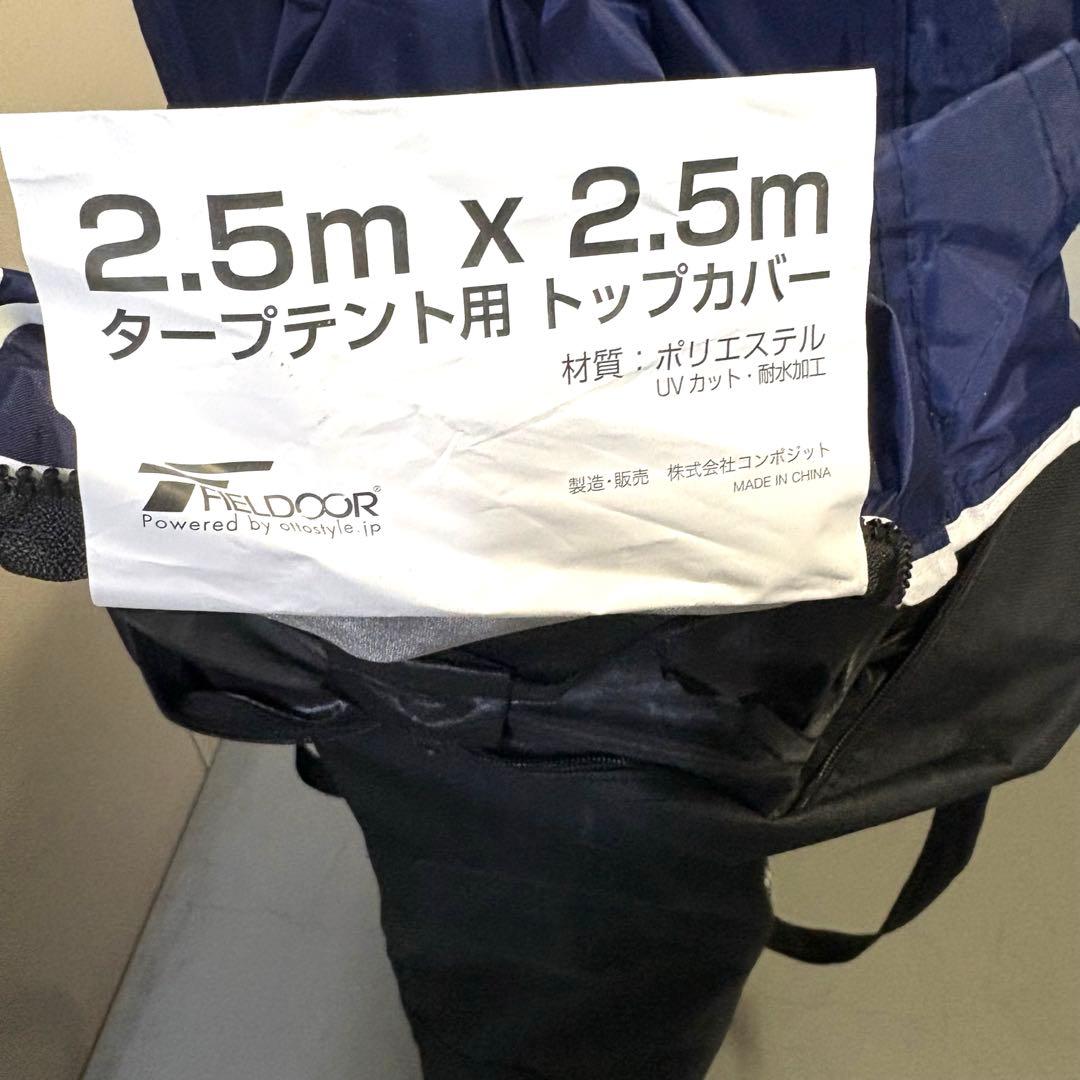 2.5m x 2.5m
タープテント用 トップカバー
材質：ポリエステル
UVカット・耐水加工
FIELDOOR®
Powered by ottostyle.jp
製造・販売 株式会社コンポジット
MADE IN CHINA